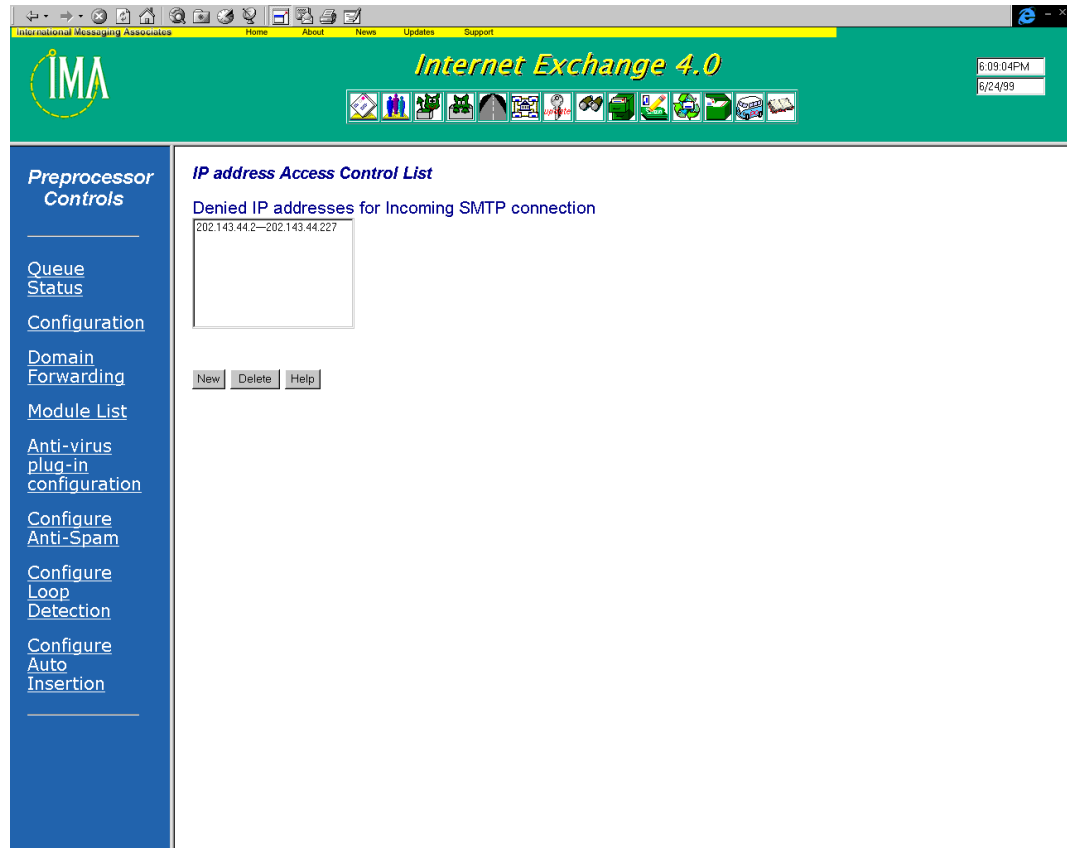 International Messaging Associates
Home About News Updates Support
IMA
Internet Exchange 4.0
6:09:04PM
6/24/99
update
Preprocessor
Controls
Queue
Status
Configuration
Domain
Forwarding
Module List
Anti-virus
plug-in
configuration
Configure
Anti-Spam
Configure
Loop
Detection
Configure
Auto
Insertion
IP address Access Control List
Denied IP addresses for Incoming SMTP connection
202.143.44.2—202.143.44.227
New Delete Help